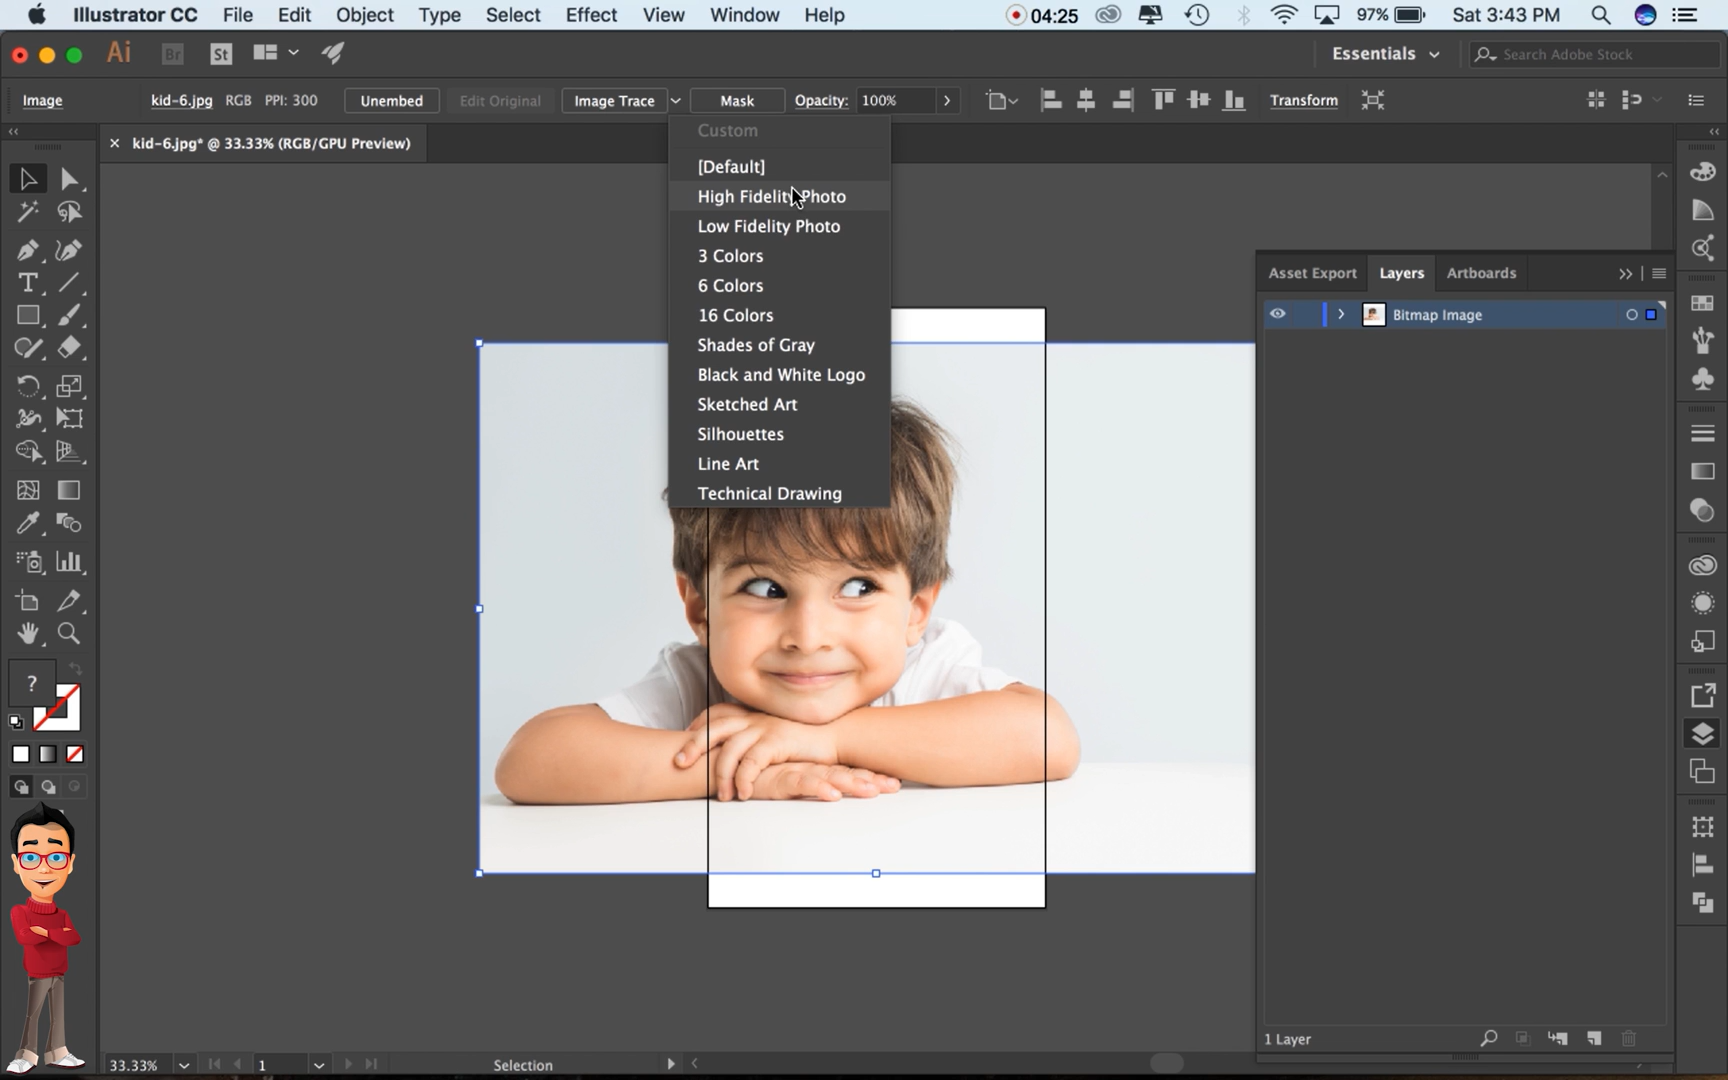 Illustrator CC File Edit Object Type Select Effect View Window Help 04:25 97% Sat 3:43 PM
Ai Br St Essentials Search Adobe Stock
Image kid-6.jpg RGB PPI: 300 Unembed Edit Original Image Trace Mask Opacity: 100% Transform
kid-6.jpg* @ 33.33% (RGB/GPU Preview)
Custom
[Default]
High Fidelity Photo
Low Fidelity Photo
3 Colors
6 Colors
16 Colors
Shades of Gray
Black and White Logo
Sketched Art
Silhouettes
Line Art
Technical Drawing
Asset Export Layers Artboards
Bitmap Image
?
1 Layer
33.33% 1 Selection